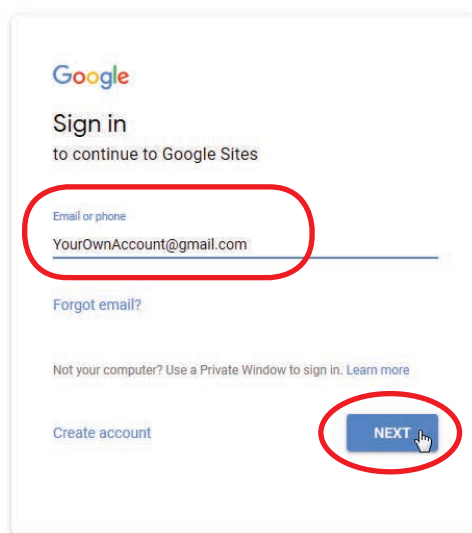 Google
Sign in
to continue to Google Sites
Email or phone
YourOwnAccount@gmail.com
Forgot email?
Not your computer? Use a Private Window to sign in. Learn more
Create account
NEXT